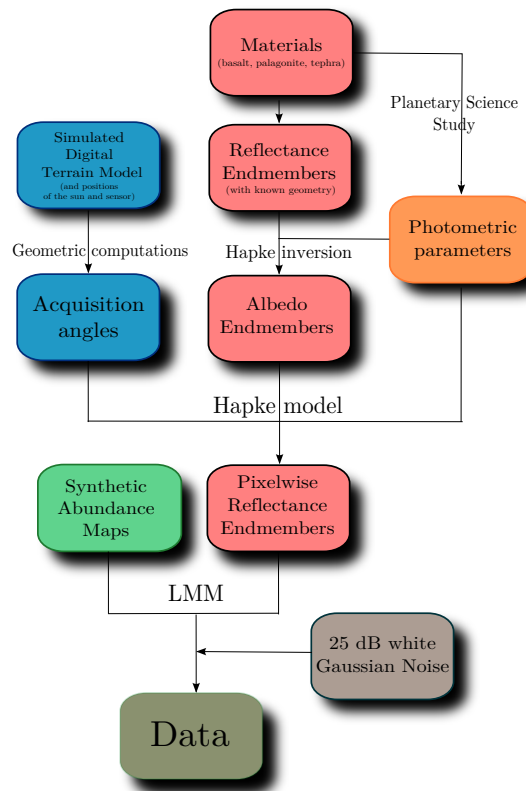 Materials
(basalt, palagonite, tephra)
Planetary Science
Study
Simulated
Digital
Terrain Model
(and positions
of the sun and sensor)
Reflectance
Endmembers
(with known geometry)
Photometric
parameters
Geometric computations
Hapke inversion
Acquisition
angles
Albedo
Endmembers
Hapke model
Synthetic
Abundance
Maps
Pixelwise
Reflectance
Endmembers
LMM
25 dB white
Gaussian Noise
Data